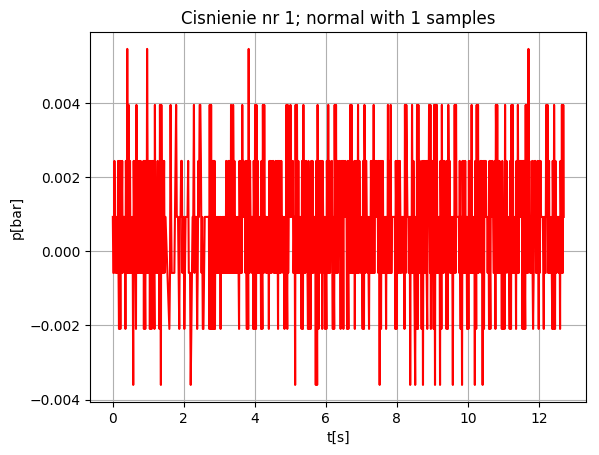 Cisnienie nr 1; normal with 1 samples
0.004
0.002
0.000
−0.002
−0.004
p[bar]
0 2 4 6 8 10 12
t[s]